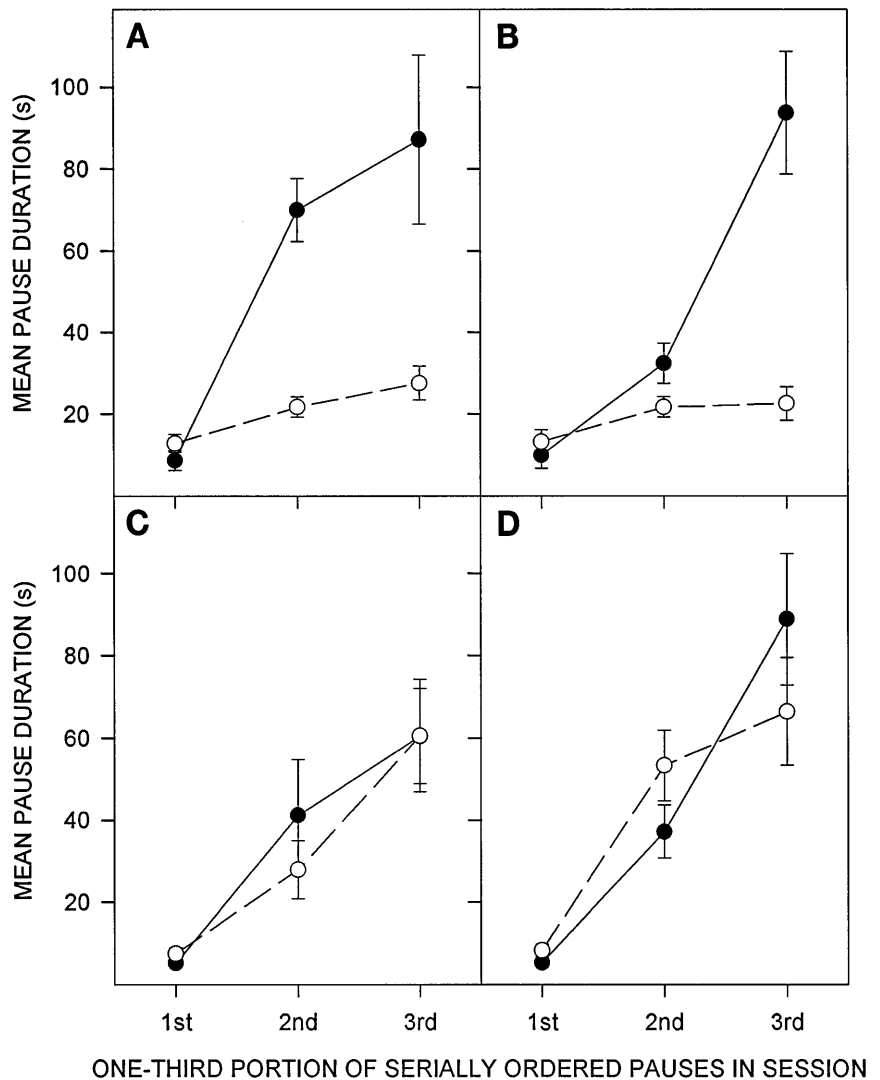 A
B
MEAN PAUSE DURATION (s)
100
80
60
40
20
C
D
MEAN PAUSE DURATION (s)
100
80
60
40
20
1st 2nd 3rd 1st 2nd 3rd
ONE-THIRD PORTION OF SERIALLY ORDERED PAUSES IN SESSION